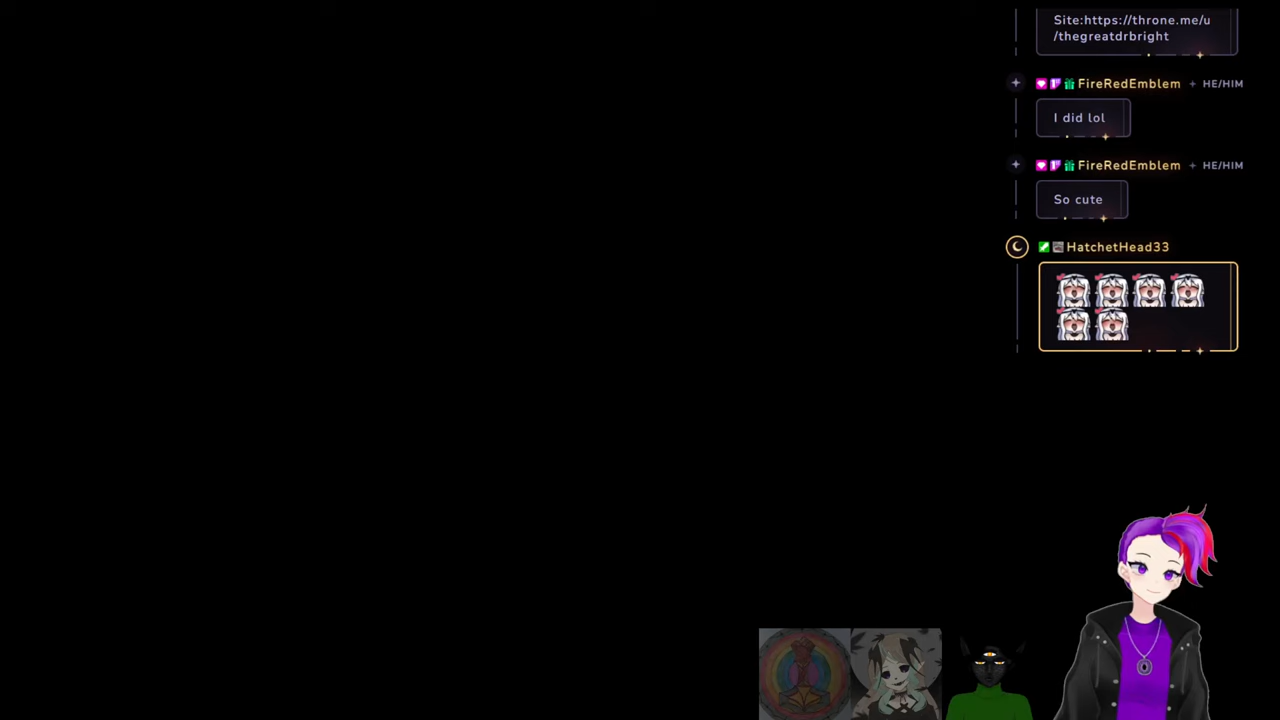 Site:https://throne.me/u
/thegreatdrbright
FireRedEmblem HE/HIM
I did lol
FireRedEmblem HE/HIM
So cute
HatchetHead33